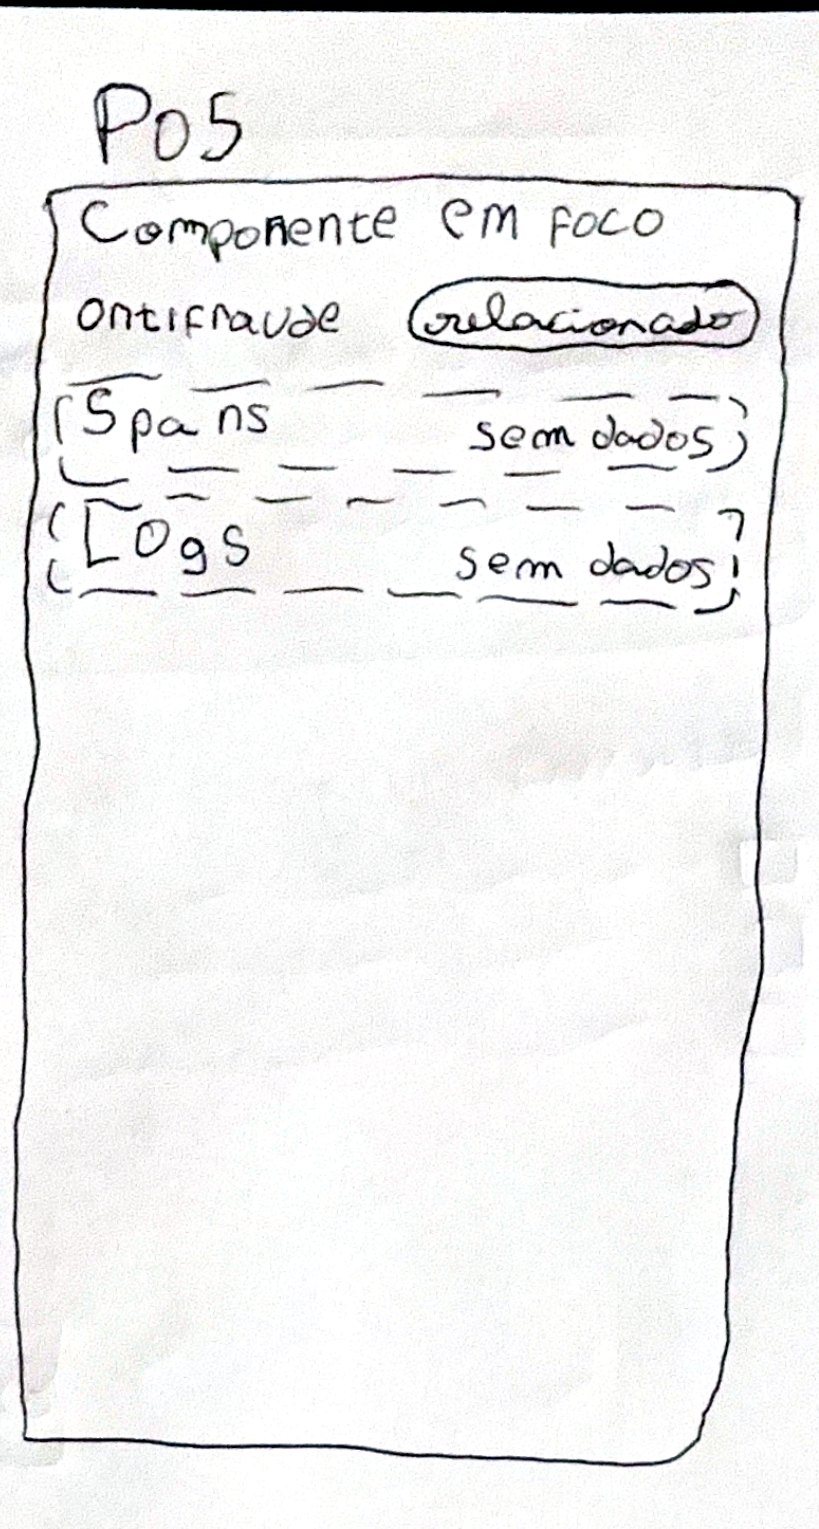 P05
Componente em foco
antifraude relacionado
Spans sem dados
Logs sem dados